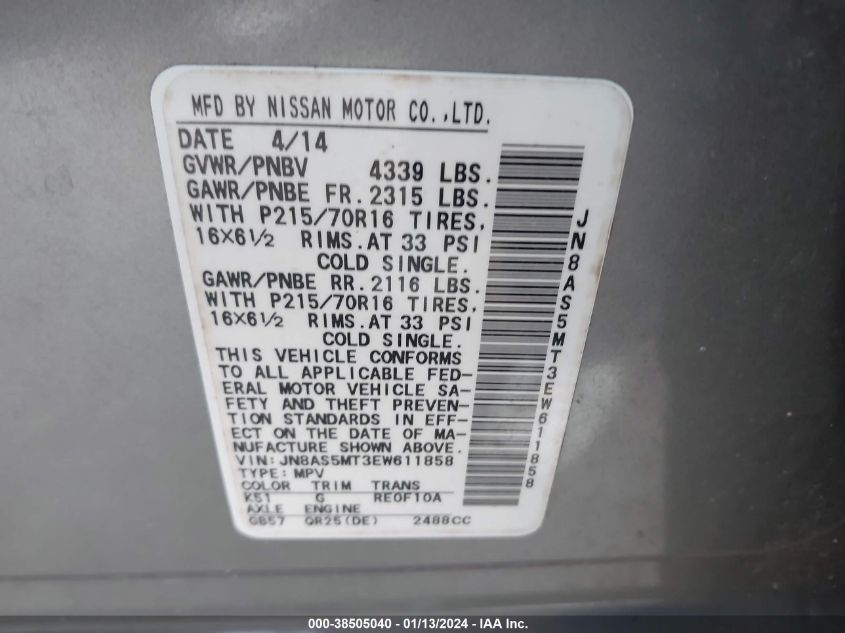 MFD BY NISSAN MOTOR CO.,LTD.
DATE 4/14
GVWR/PNBV 4339 LBS.
GAWR/PNBE FR. 2315 LBS.
WITH P215/70R16 TIRES,
16X6½ RIMS. AT 33 PSI
COLD SINGLE.
GAWR/PNBE RR. 2116 LBS.
WITH P215/70R16 TIRES,
16X6½ RIMS. AT 33 PSI
COLD SINGLE.
THIS VEHICLE CONFORMS
TO ALL APPLICABLE FED-
ERAL MOTOR VEHICLE SA-
FETY AND THEFT PREVEN-
TION STANDARDS IN EFF-
ECT ON THE DATE OF MA-
NUFACTURE SHOWN ABOVE.
VIN: JN8AS5MT3EW611858
TYPE: MPV
COLOR TRIM TRANS
K51 G RE0F10A
AXLE ENGINE
GB57 QR25(DE) 2488CC
JN8AS5MT3EW611858
000-38505040 - 01/13/2024 - IAA Inc.